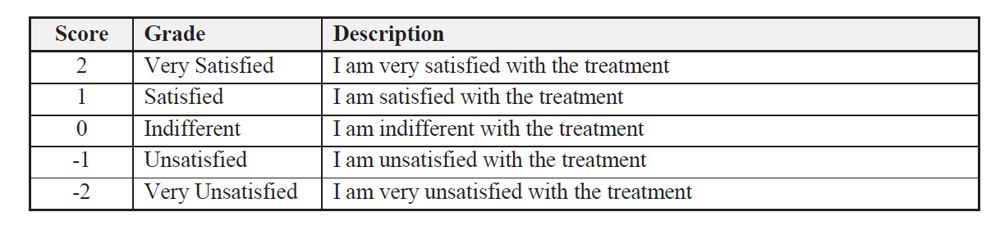 Score Grade Description
2 Very Satisfied I am very satisfied with the treatment
1 Satisfied I am satisfied with the treatment
0 Indifferent I am indifferent with the treatment
-1 Unsatisfied I am unsatisfied with the treatment
-2 Very Unsatisfied I am very unsatisfied with the treatment